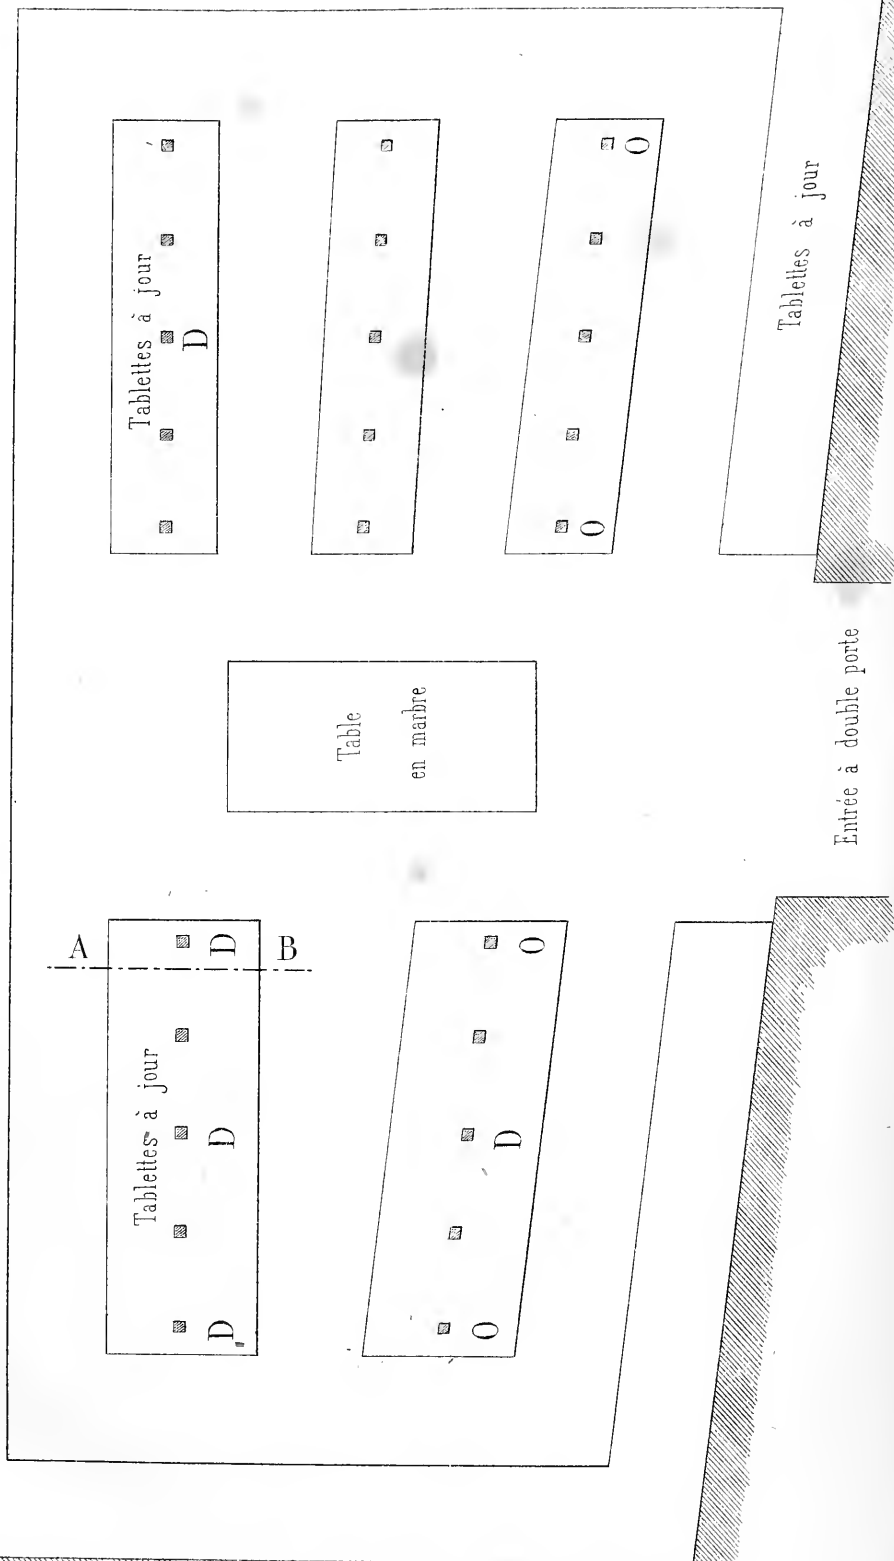 A
Tablettes à jour
Tablettes à jour
D
D
D
D
B
Table
en marbre
O
D
O
O
O
Tablettes à jour
Entrée à double porte